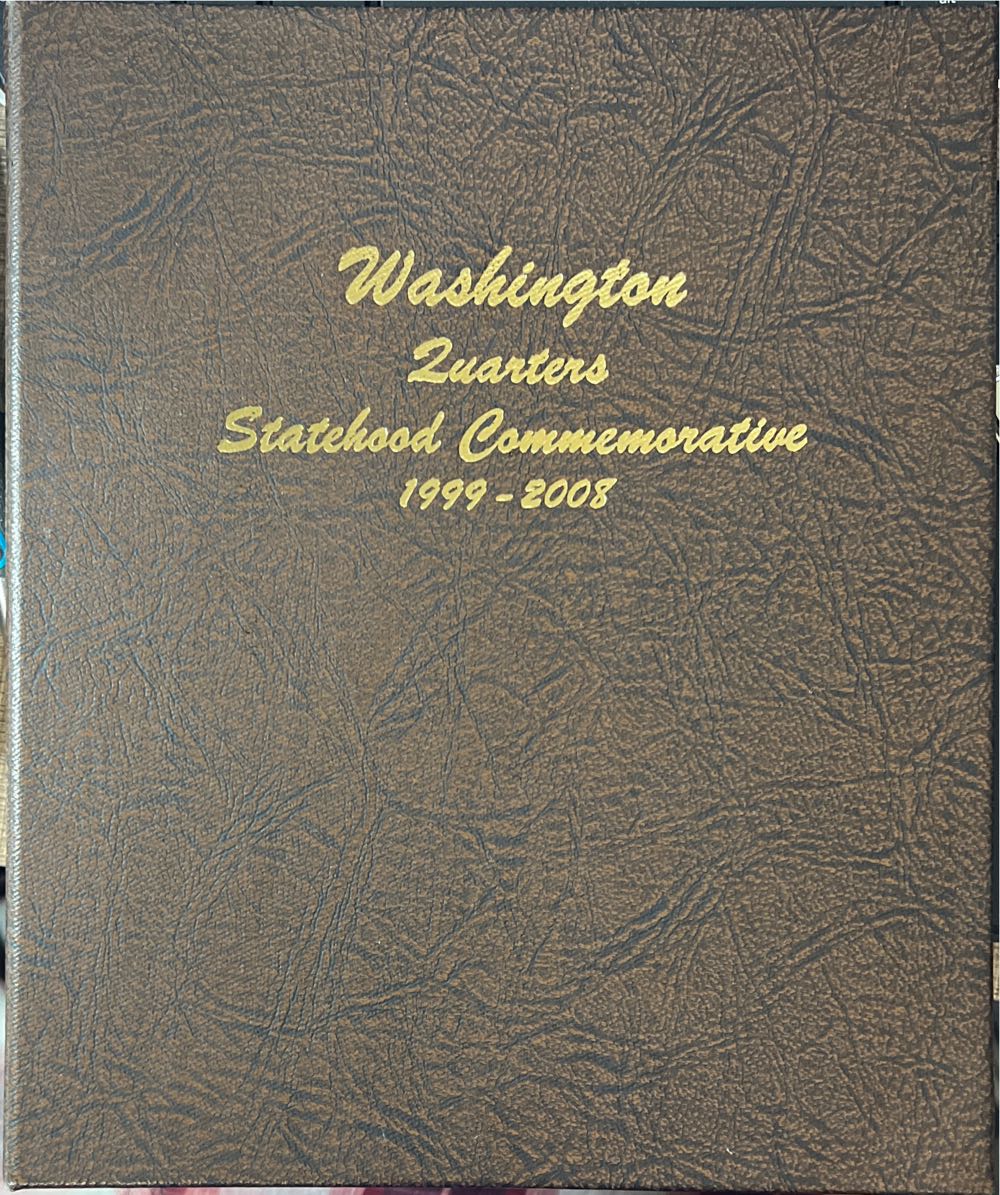 Washington
Quarters
Statehood Commemorative
1999-2008